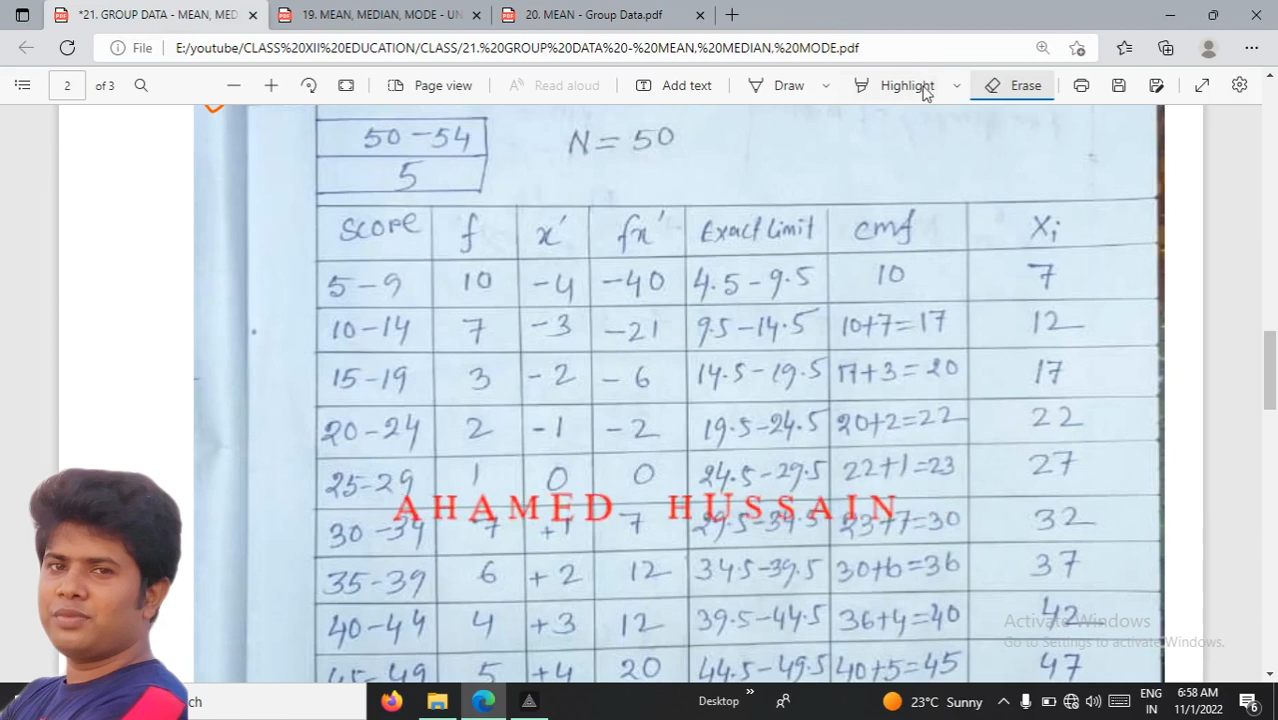 *21. GROUP DATA - MEAN, MED
19. MEAN, MEDIAN, MODE - UN
20. MEAN - Group Data.pdf
File E:/youtube/CLASS%20XII%20EDUCATION/CLASS/21.%20GROUP%20DATA%20-%20MEAN,%20MEDIAN,%20MODE.pdf
2 of 3 Page view Read aloud Add text Draw Highlight Erase
50-54 N = 50
5
Score f x' fx' Exact Limit cmf Xi
5-9 10 -4 -40 4.5-9.5 10 7
10-14 7 -3 -21 9.5-14.5 10+7=17 12
15-19 3 -2 -6 14.5-19.5 17+3=20 17
20-24 2 -1 -2 19.5-24.5 20+2=22 22
25-29 1 0 0 24.5-29.5 22+1=23 27
AHAMED HUSSAIN
30-34 7 +1 7 29.5-34.5 23+7=30 32
35-39 6 +2 12 34.5-39.5 30+6=36 37
40-44 4 +3 12 39.5-44.5 36+4=40 42
Activate Windows
Go to Settings to activate Windows.
45-49 5 +4 20 44.5-49.5 40+5=45 47
rch Desktop 23°C Sunny ENG 6:58 AM
IN 11/1/2022 6